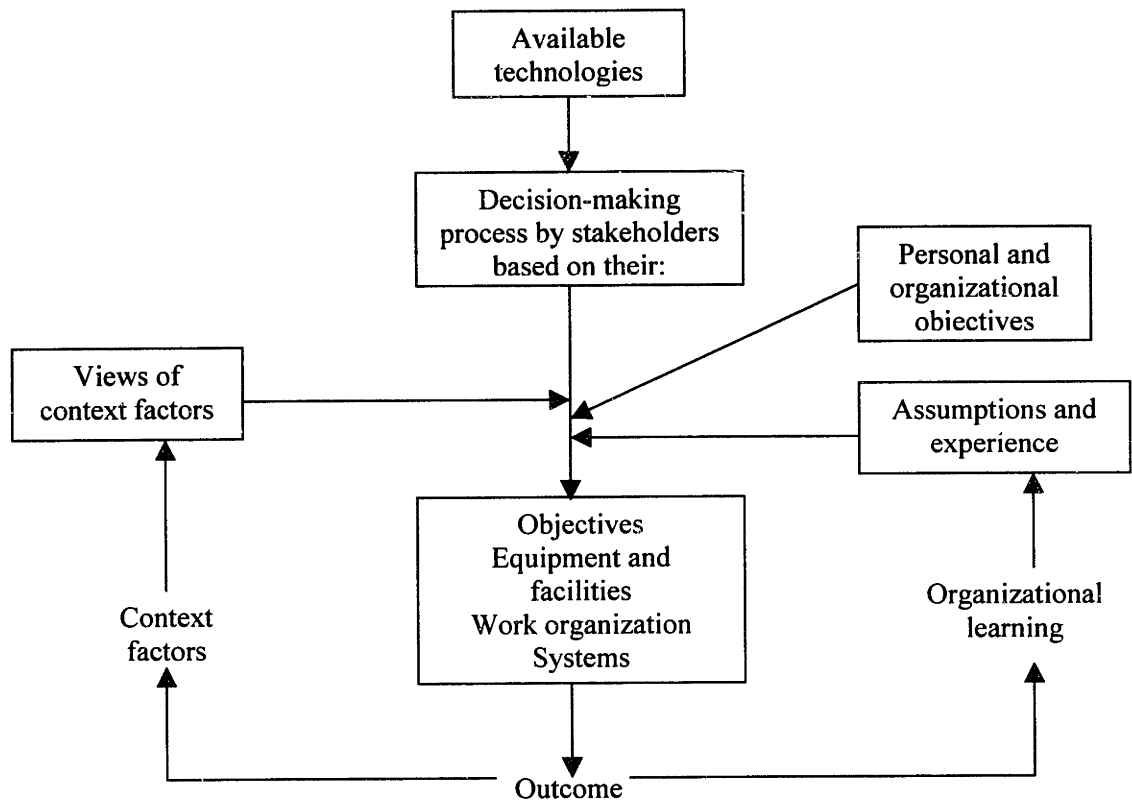 Available
technologies
Decision-making
process by stakeholders
based on their:
Personal and
organizational
objectives
Views of
context factors
Assumptions and
experience
Objectives
Equipment and
facilities
Work organization
Systems
Context
factors
Organizational
learning
Outcome